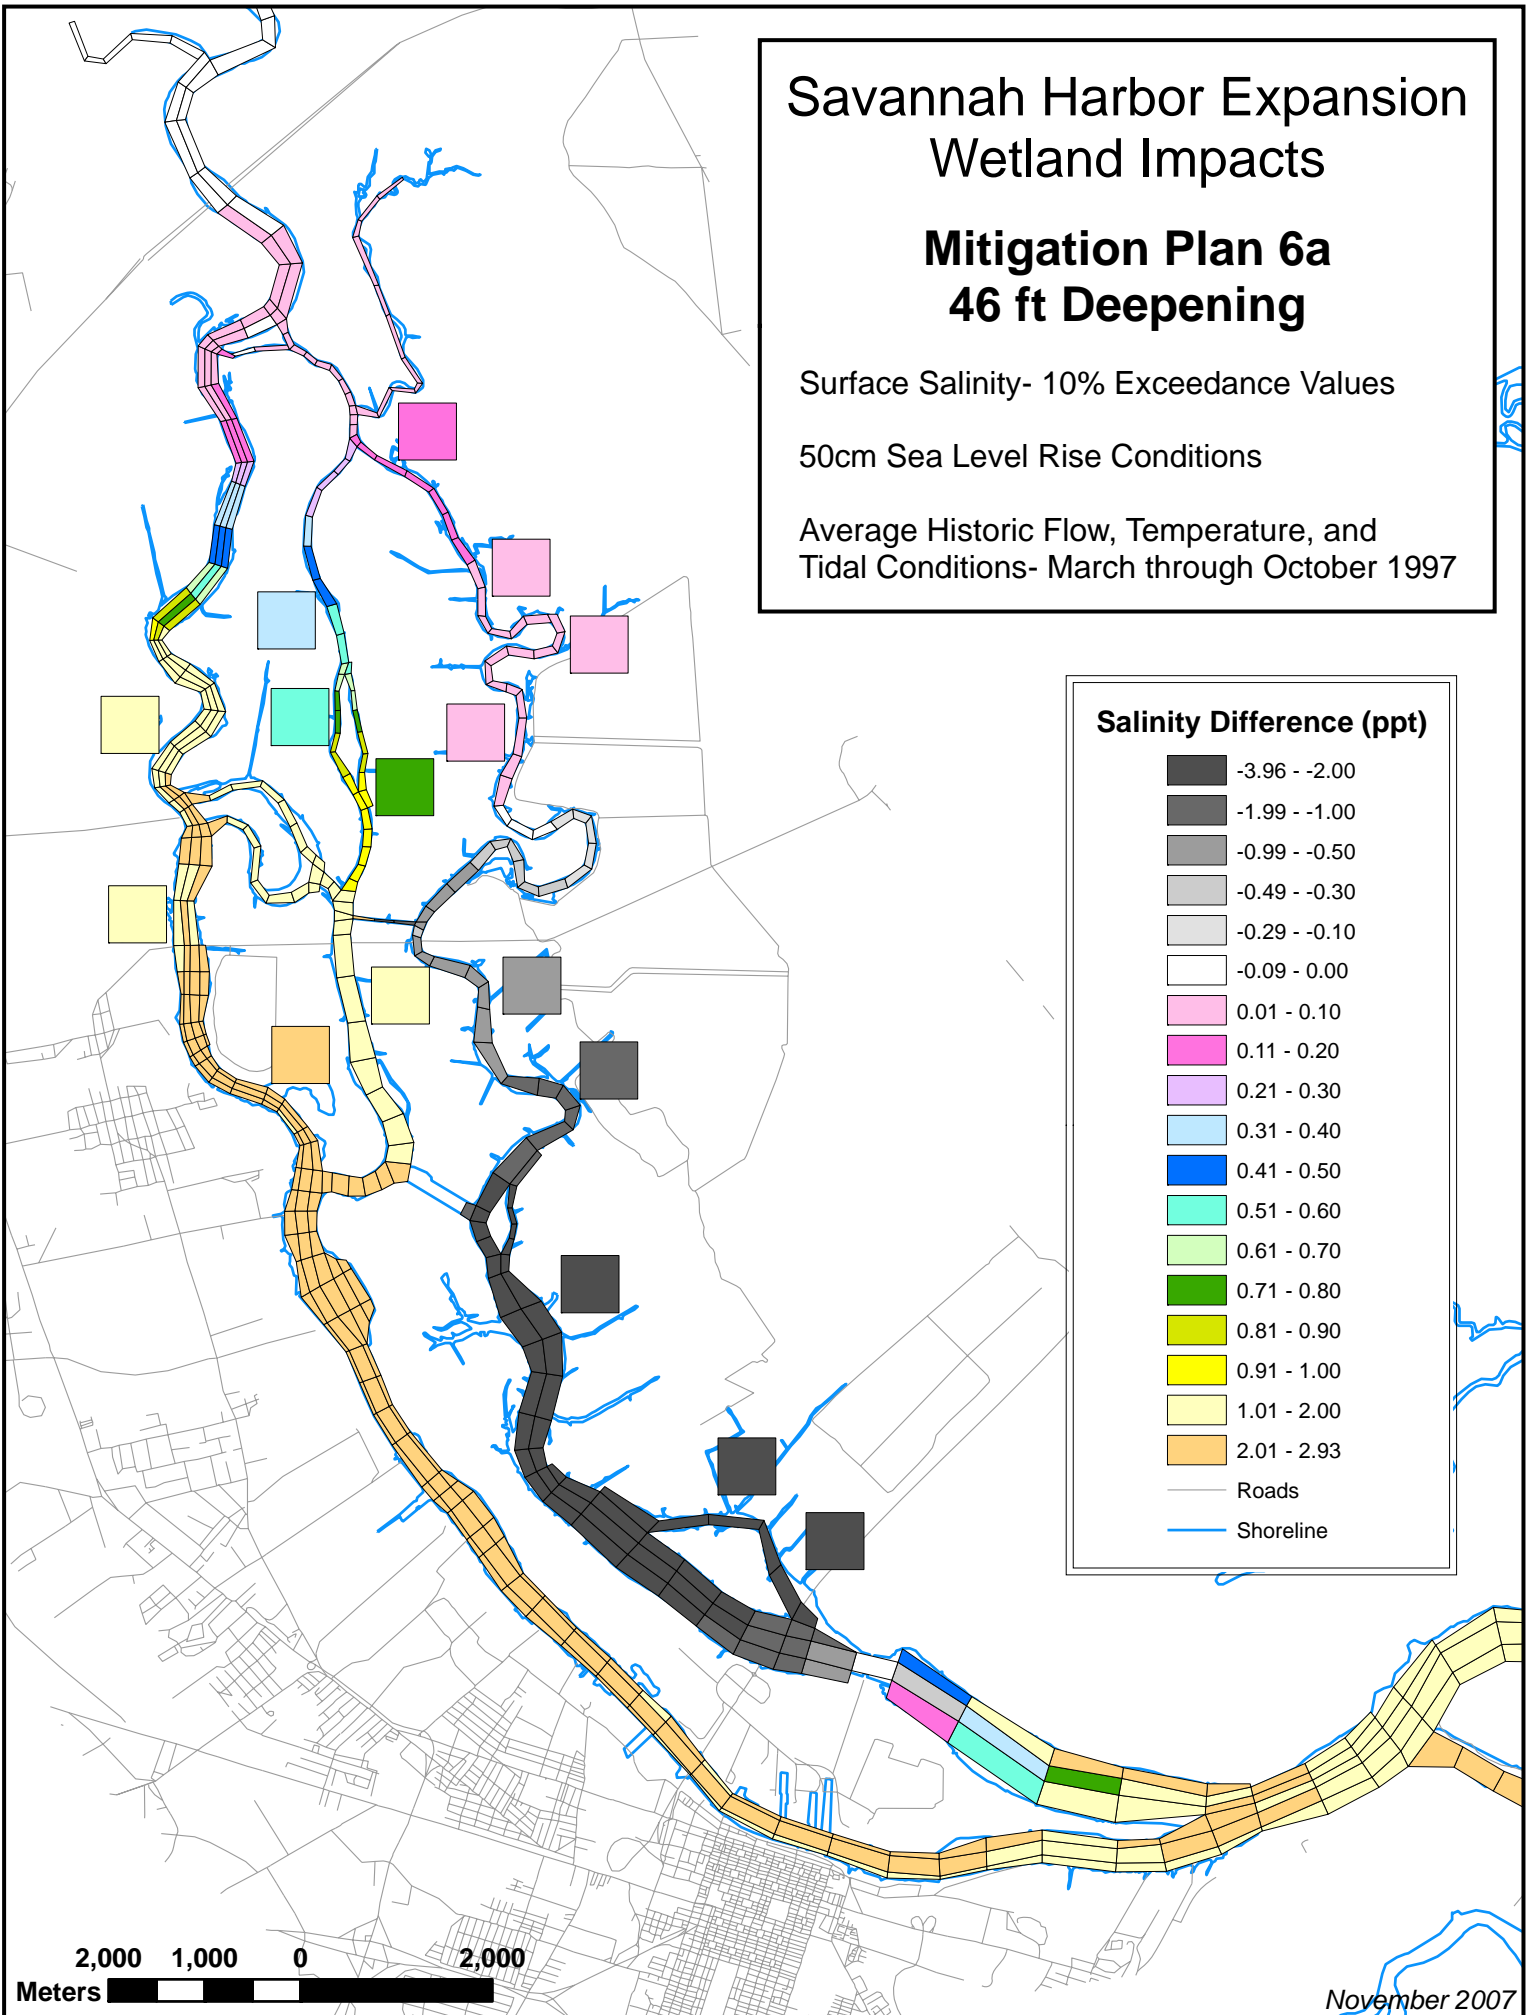 Savannah Harbor Expansion
Wetland Impacts
Mitigation Plan 6a
46 ft Deepening
Surface Salinity- 10% Exceedance Values
50cm Sea Level Rise Conditions
Average Historic Flow, Temperature, and
Tidal Conditions- March through October 1997
Salinity Difference (ppt)
-3.96 - -2.00
-1.99 - -1.00
-0.99 - -0.50
-0.49 - -0.30
-0.29 - -0.10
-0.09 - 0.00
0.01 - 0.10
0.11 - 0.20
0.21 - 0.30
0.31 - 0.40
0.41 - 0.50
0.51 - 0.60
0.61 - 0.70
0.71 - 0.80
0.81 - 0.90
0.91 - 1.00
1.01 - 2.00
2.01 - 2.93
Roads
Shoreline
2,000 1,000 0 2,000
Meters
November 2007